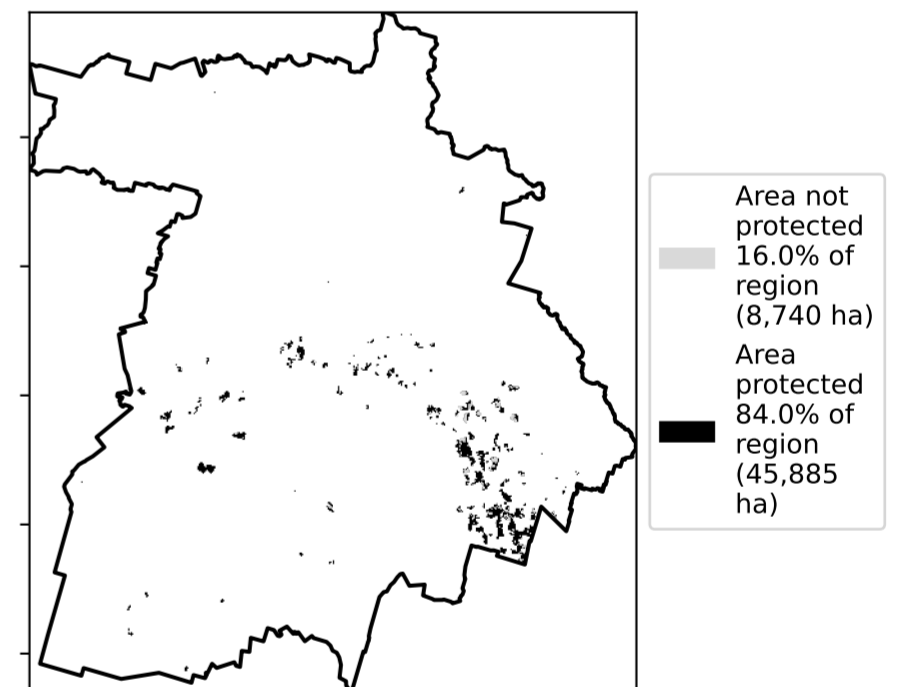 Area not
protected
16.0% of
region
(8,740 ha)
Area
protected
84.0% of
region
(45,885
ha)